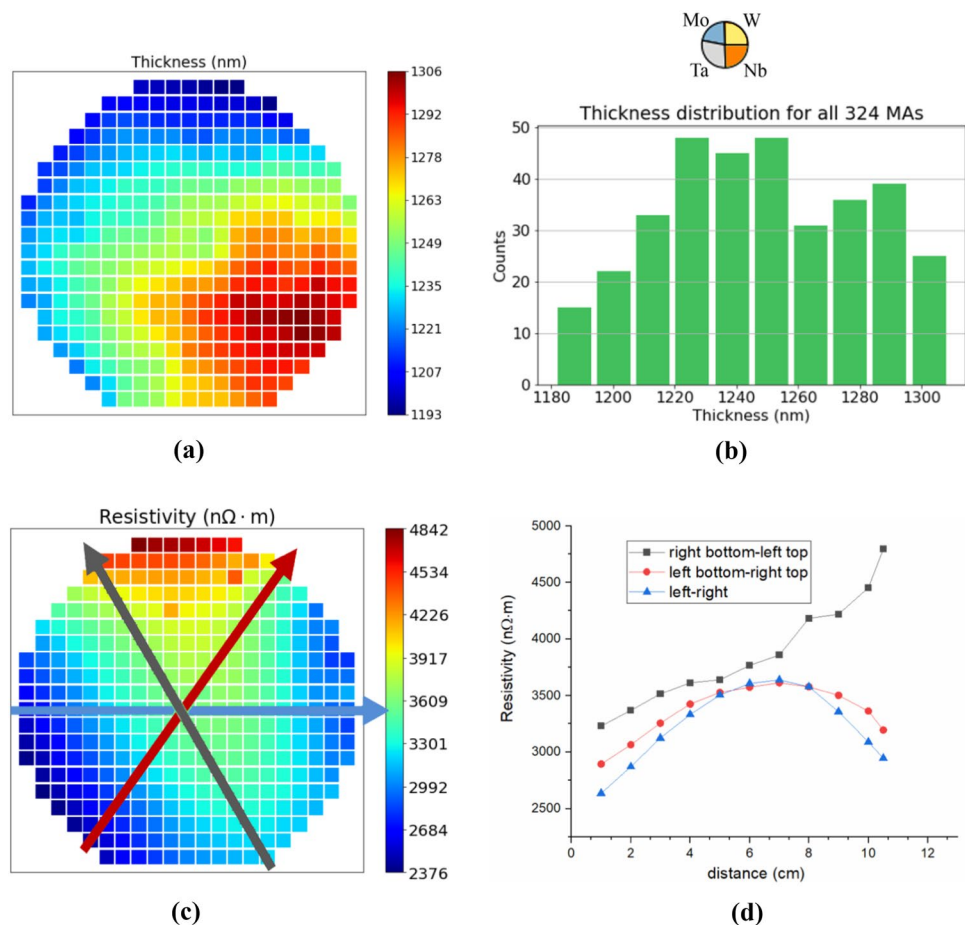 Mo W
Ta Nb
Thickness (nm)
1306
1292
1278
1263
1249
1235
1221
1207
1193
(a)
Thickness distribution for all 324 MAs
50
40
30
20
10
0
Counts
1180 1200 1220 1240 1260 1280 1300
Thickness (nm)
(b)
Resistivity (nΩ · m)
4842
4534
4226
3917
3609
3301
2992
2684
2376
(c)
5000
4500
4000
3500
3000
2500
Resistivity (nΩ·m)
right bottom-left top
left bottom-right top
left-right
0 2 4 6 8 10 12
distance (cm)
(d)